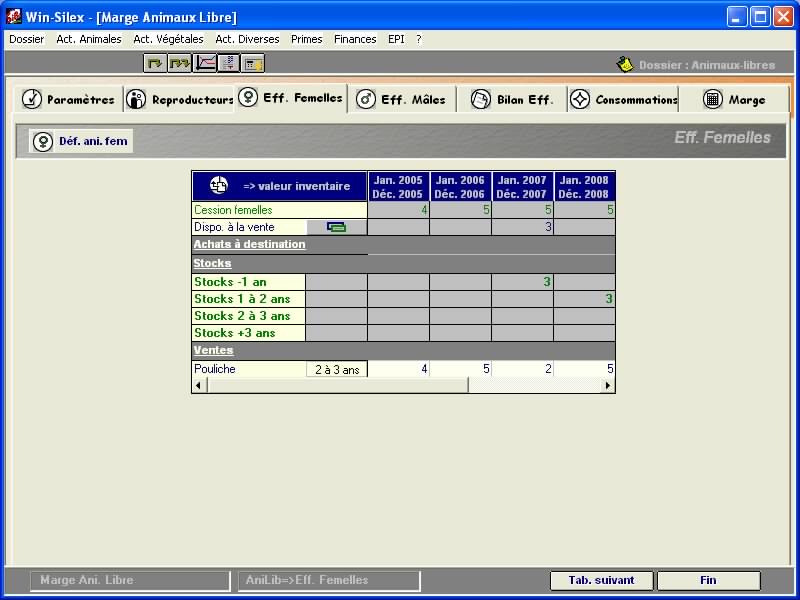 Win-Silex - [Marge Animaux Libre]
Dossier Act. Animales Act. Végétales Act. Diverses Primes Finances EPI ?
Dossier : Animaux-libres
Paramètres Reproducteurs Eff. Femelles Eff. Mâles Bilan Eff. Consommations Marge
Déf. ani. fem Eff. Femelles
=> valeur inventaire Jan. 2005 Jan. 2006 Jan. 2007 Jan. 2008
Déc. 2005 Déc. 2006 Déc. 2007 Déc. 2008
Cession femelles 4 5 5 5
Dispo. à la vente 3
Achats à destination
Stocks
Stocks -1 an 3
Stocks 1 à 2 ans 3
Stocks 2 à 3 ans
Stocks +3 ans
Ventes
Pouliche 2 à 3 ans 4 5 2 5
Marge Ani. Libre AniLib=>Eff. Femelles Tab. suivant Fin